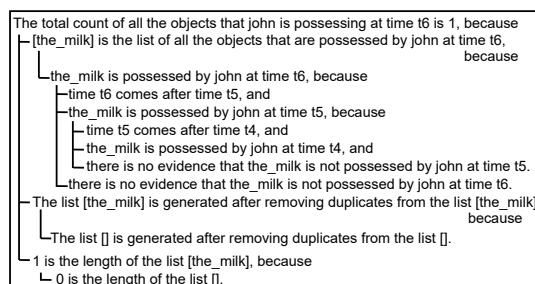 The total count of all the objects that john is possessing at time t6 is 1, because
[the_milk] is the list of all the objects that are possessed by john at time t6,
because
the_milk is possessed by john at time t6, because
time t6 comes after time t5, and
the_milk is possessed by john at time t5, because
time t5 comes after time t4, and
the_milk is possessed by john at time t4, and
there is no evidence that the_milk is not possessed by john at time t5.
there is no evidence that the_milk is not possessed by john at time t6.
The list [the_milk] is generated after removing duplicates from the list [the_milk]
because
The list [] is generated after removing duplicates from the list [].
1 is the length of the list [the_milk], because
0 is the length of the list [].